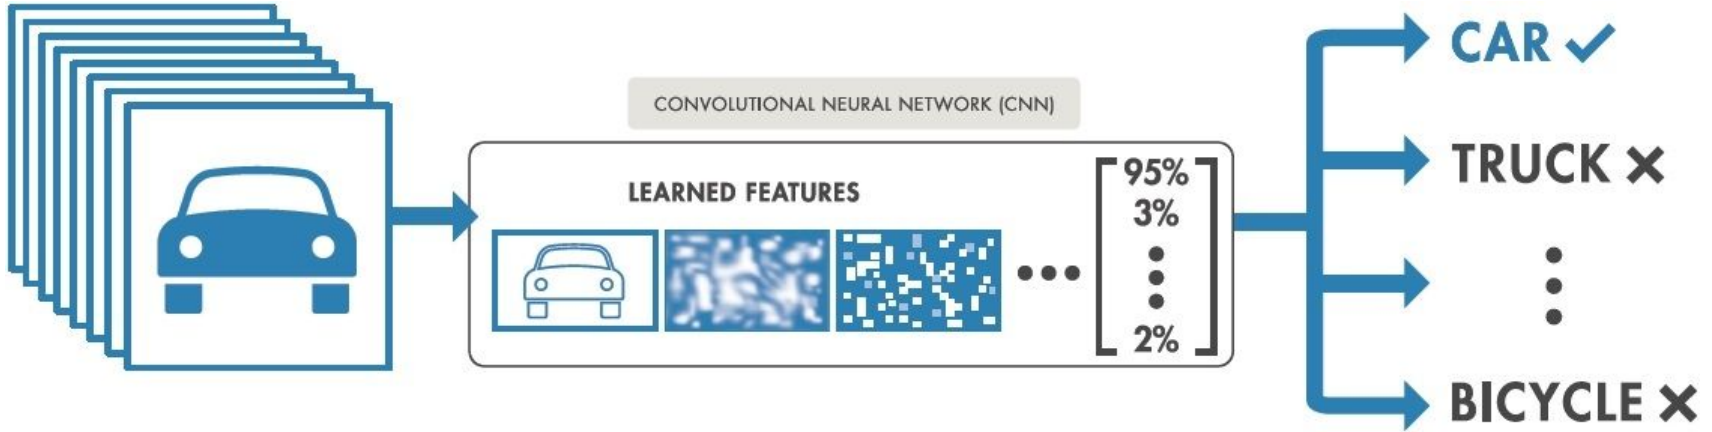 CONVOLUTIONAL NEURAL NETWORK (CNN)
LEARNED FEATURES
95%
3%
2%
CAR
TRUCK
BICYCLE